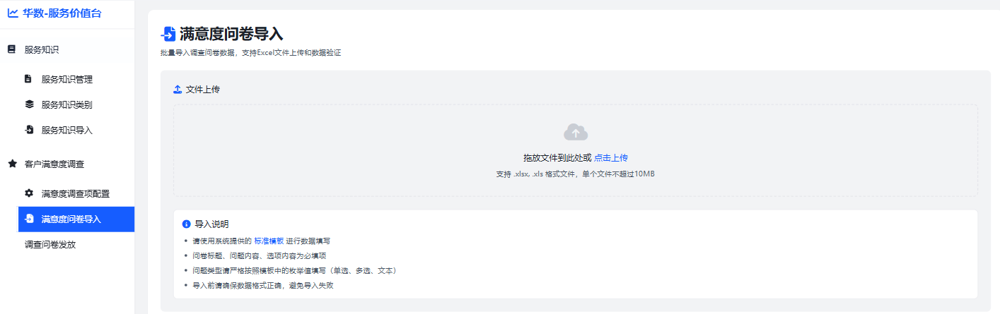 华数-服务价值台
服务知识
服务知识管理
服务知识类别
服务知识导入
客户满意度调查
满意度调查项配置
满意度问卷导入
调查问卷发放
满意度问卷导入
批量导入调查问卷数据，支持Excel文件上传和数据验证
文件上传
拖放文件到此处或 点击上传
支持 .xlsx, .xls 格式文件，单个文件不超过10MB
导入说明
请使用系统提供的 标准模板 进行数据填写
问卷标题、问题内容、选项内容为必填项
问题类型请严格按照模板中的枚举值填写（单选、多选、文本）
导入前请确保数据格式正确，避免导入失败